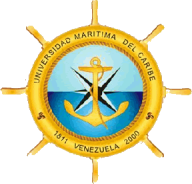 UNIVERSIDAD MARITIMA DEL CARIBE
1811 VENEZUELA 2000